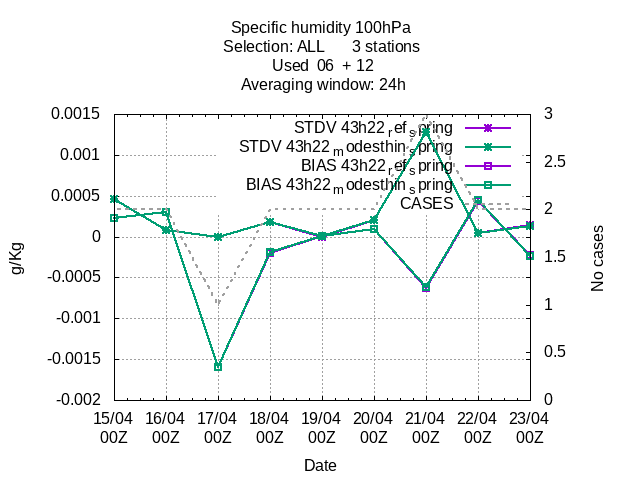 Specific humidity 100hPa
Selection: ALL 3 stations
Used 06 + 12
Averaging window: 24h
STDV 43h22_ref_spring
STDV 43h22_modesthin_spring
BIAS 43h22_ref_spring
BIAS 43h22_modesthin_spring
CASES
0.0015
0.001
0.0005
0
-0.0005
-0.001
-0.0015
-0.002
g/Kg
3
2.5
2
1.5
1
0.5
0
No cases
15/04 16/04 17/04 18/04 19/04 20/04 21/04 22/04 23/04
00Z 00Z 00Z 00Z 00Z 00Z 00Z 00Z 00Z
Date